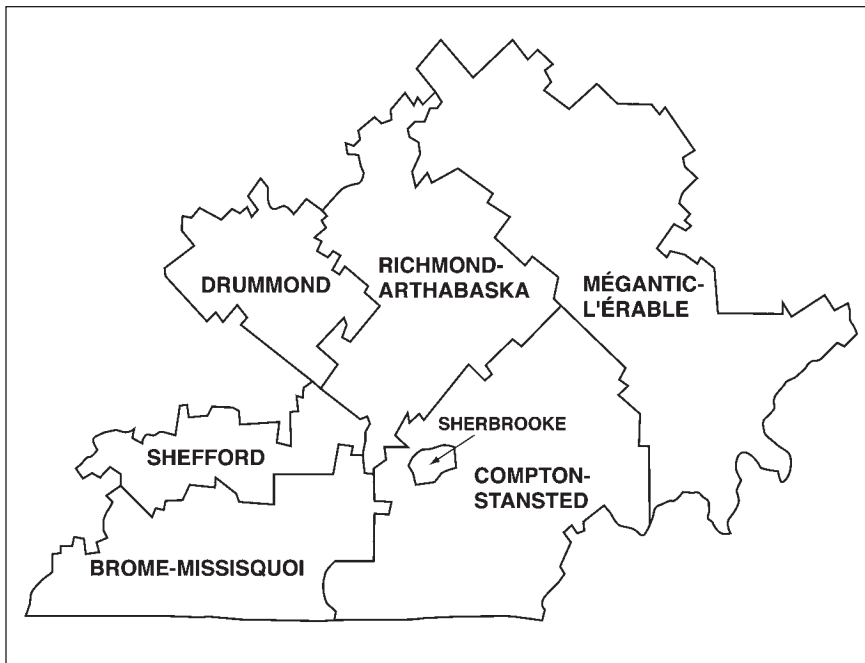 DRUMMOND
RICHMOND-
ARTHABASKA
MÉGANTIC-
L'ÉRABLE
SHEFFORD
SHERBROOKE
COMPTON-
STANSTED
BROME-MISSISQUOI